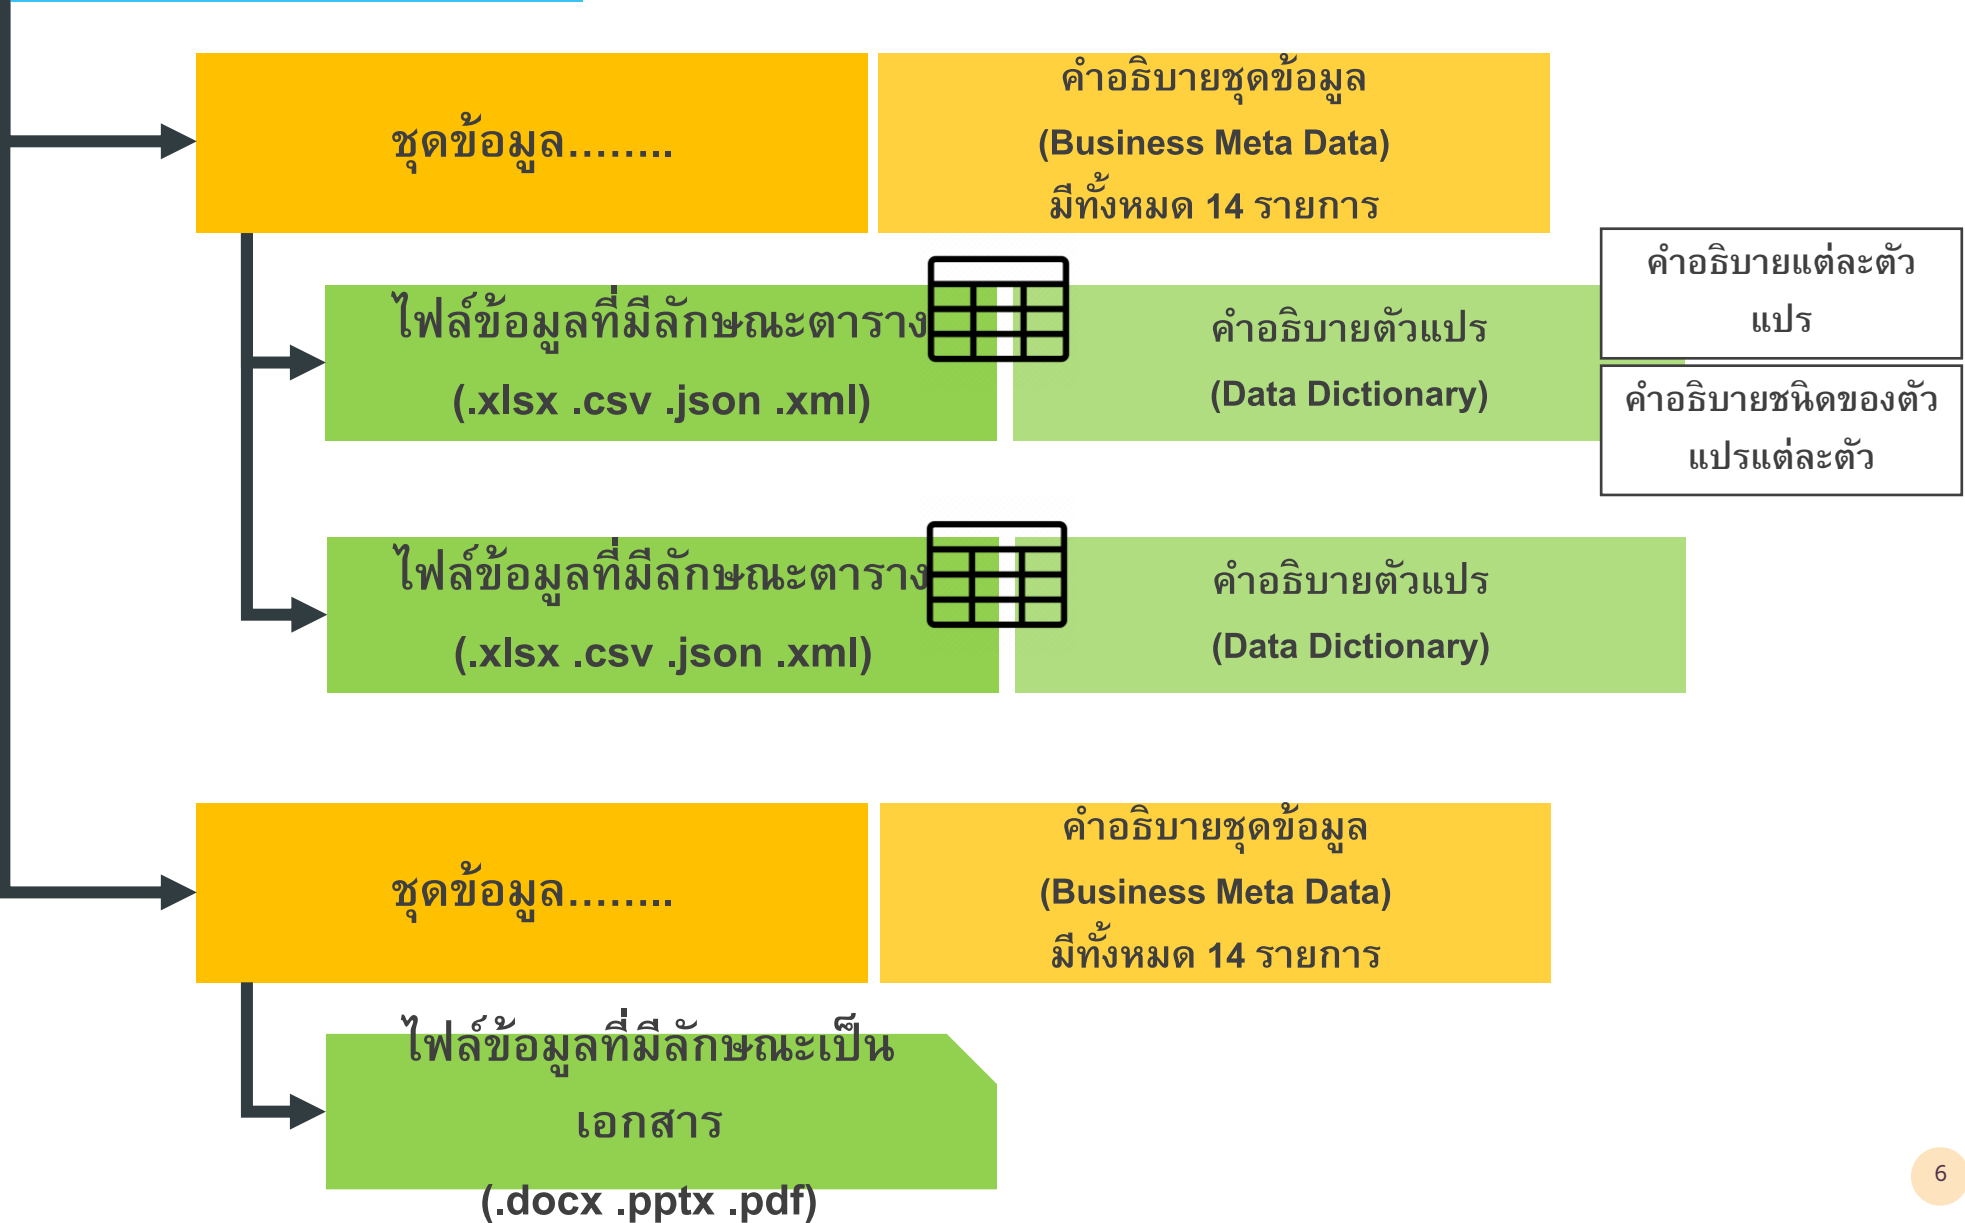 ชุดข้อมูล……..
คำอธิบายชุดข้อมูล
(Business Meta Data)
มีทั้งหมด 14 รายการ
ไฟล์ข้อมูลที่มีลักษณะตาราง
(.xlsx .csv .json .xml)
คำอธิบายตัวแปร
(Data Dictionary)
คำอธิบายแต่ละตัว
แปร
คำอธิบายชนิดของตัว
แปรแต่ละตัว
ไฟล์ข้อมูลที่มีลักษณะตาราง
(.xlsx .csv .json .xml)
คำอธิบายตัวแปร
(Data Dictionary)
ชุดข้อมูล……..
คำอธิบายชุดข้อมูล
(Business Meta Data)
มีทั้งหมด 14 รายการ
ไฟล์ข้อมูลที่มีลักษณะเป็น
เอกสาร
(.docx .pptx .pdf)
6